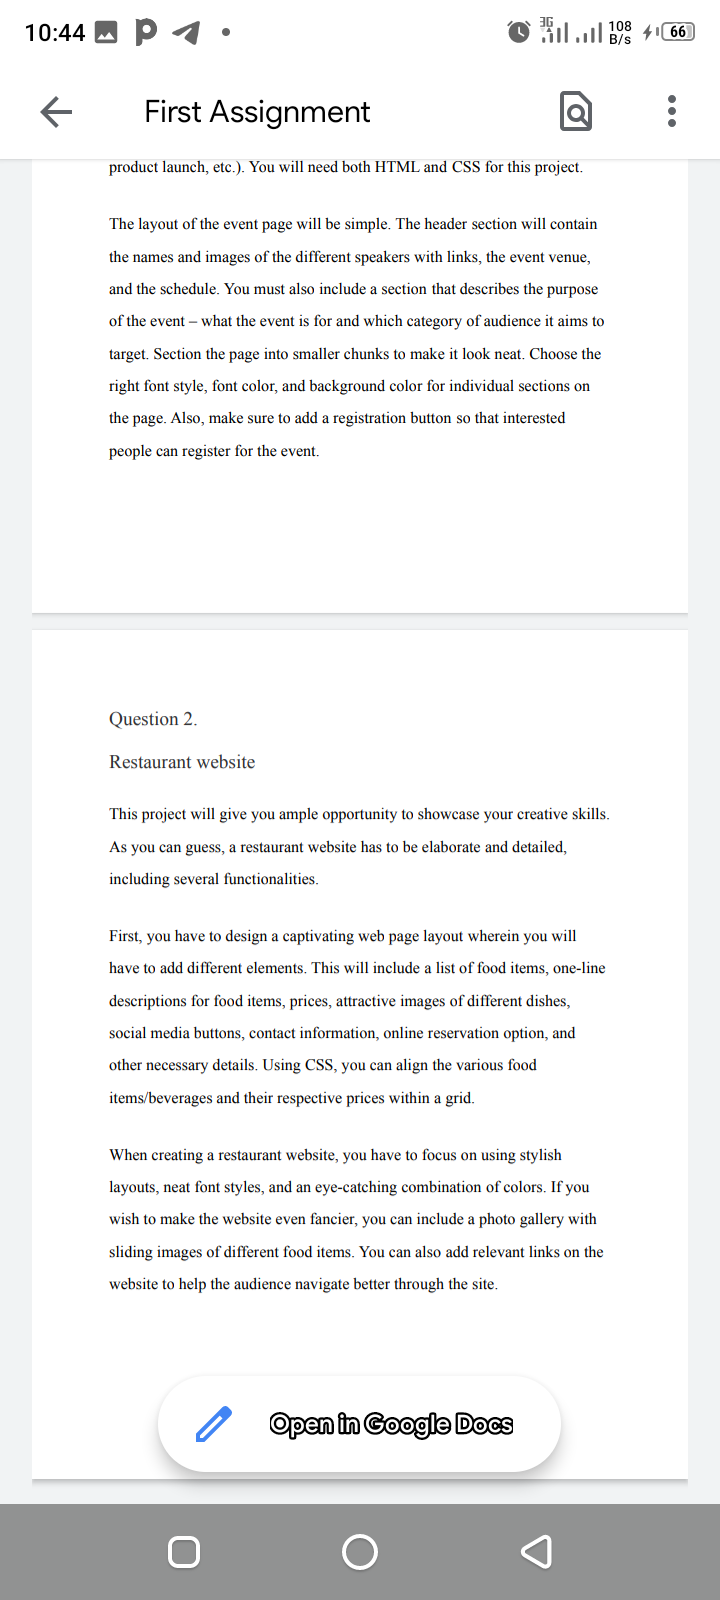 10:44
3G
108
B/s
66
First Assignment
product launch, etc.). You will need both HTML and CSS for this project.
The layout of the event page will be simple. The header section will contain
the names and images of the different speakers with links, the event venue,
and the schedule. You must also include a section that describes the purpose
of the event – what the event is for and which category of audience it aims to
target. Section the page into smaller chunks to make it look neat. Choose the
right font style, font color, and background color for individual sections on
the page. Also, make sure to add a registration button so that interested
people can register for the event.
Question 2.
Restaurant website
This project will give you ample opportunity to showcase your creative skills.
As you can guess, a restaurant website has to be elaborate and detailed,
including several functionalities.
First, you have to design a captivating web page layout wherein you will
have to add different elements. This will include a list of food items, one-line
descriptions for food items, prices, attractive images of different dishes,
social media buttons, contact information, online reservation option, and
other necessary details. Using CSS, you can align the various food
items/beverages and their respective prices within a grid.
When creating a restaurant website, you have to focus on using stylish
layouts, neat font styles, and an eye-catching combination of colors. If you
wish to make the website even fancier, you can include a photo gallery with
sliding images of different food items. You can also add relevant links on the
website to help the audience navigate better through the site.
Open in Google Docs